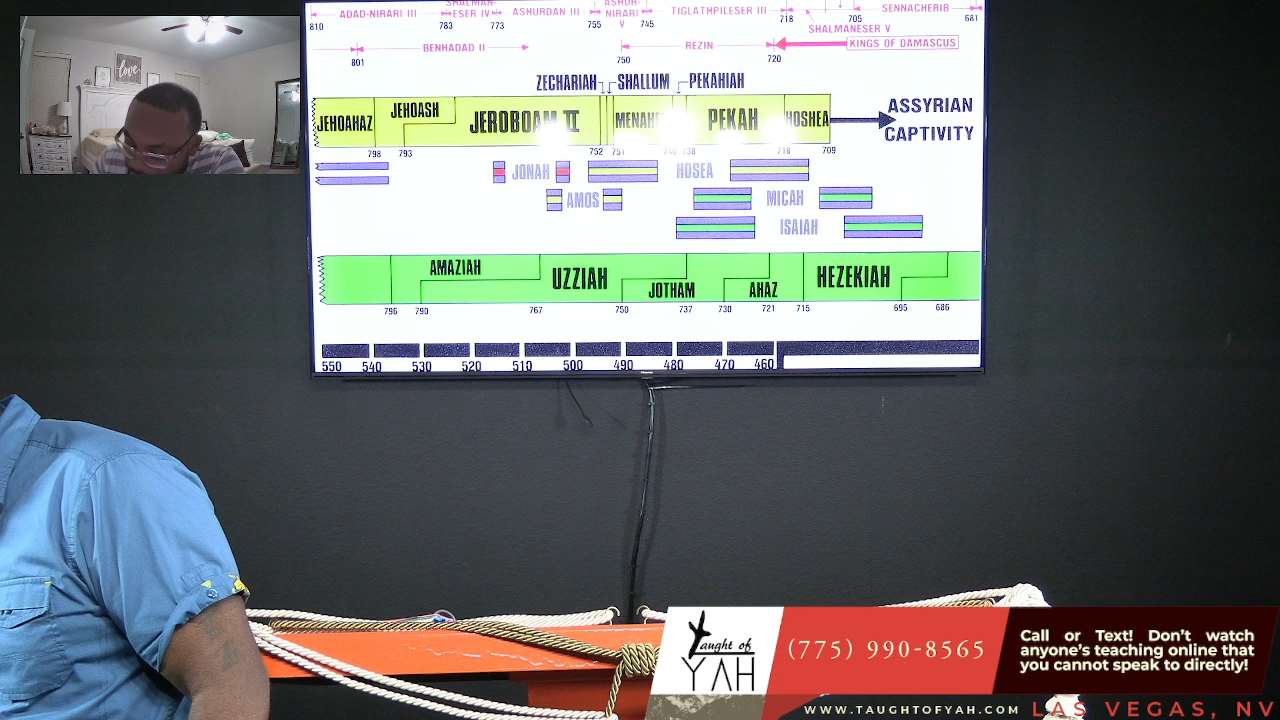 ASHUR-
SHALMAN-
ESER IV
ADAD-NIRARI III
ASHURDAN III
NIRARI
V
TIGLATHPILESER III
SENNACHERIB
810
783
773
755
745
718
705
681
SHALMANESER V
BENHADAD II
REZIN
KINGS OF DAMASCUS
801
750
720
ZECHARIAH
SHALLUM
PEKAHIAH
JEHOAHAZ
JEHOASH
JEROBOAM II
PEKAH
HOSEA
ASSYRIAN
CAPTIVITY
798
793
752
751
738
718
709
JONAH
HOSEA
AMOS
MICAH
ISAIAH
AMAZIAH
UZZIAH
JOTHAM
AHAZ
HEZEKIAH
796
790
767
750
737
730
721
715
695
686
550
540
530
520
510
500
490
480
470
460
Hisense
love
taught of
YAH
(775) 990-8565
Call or Text! Don't watch
anyone's teaching online that
you cannot speak to directly!
WWW.TAUGHTOFYAH.COM
LAS VEGAS, NV